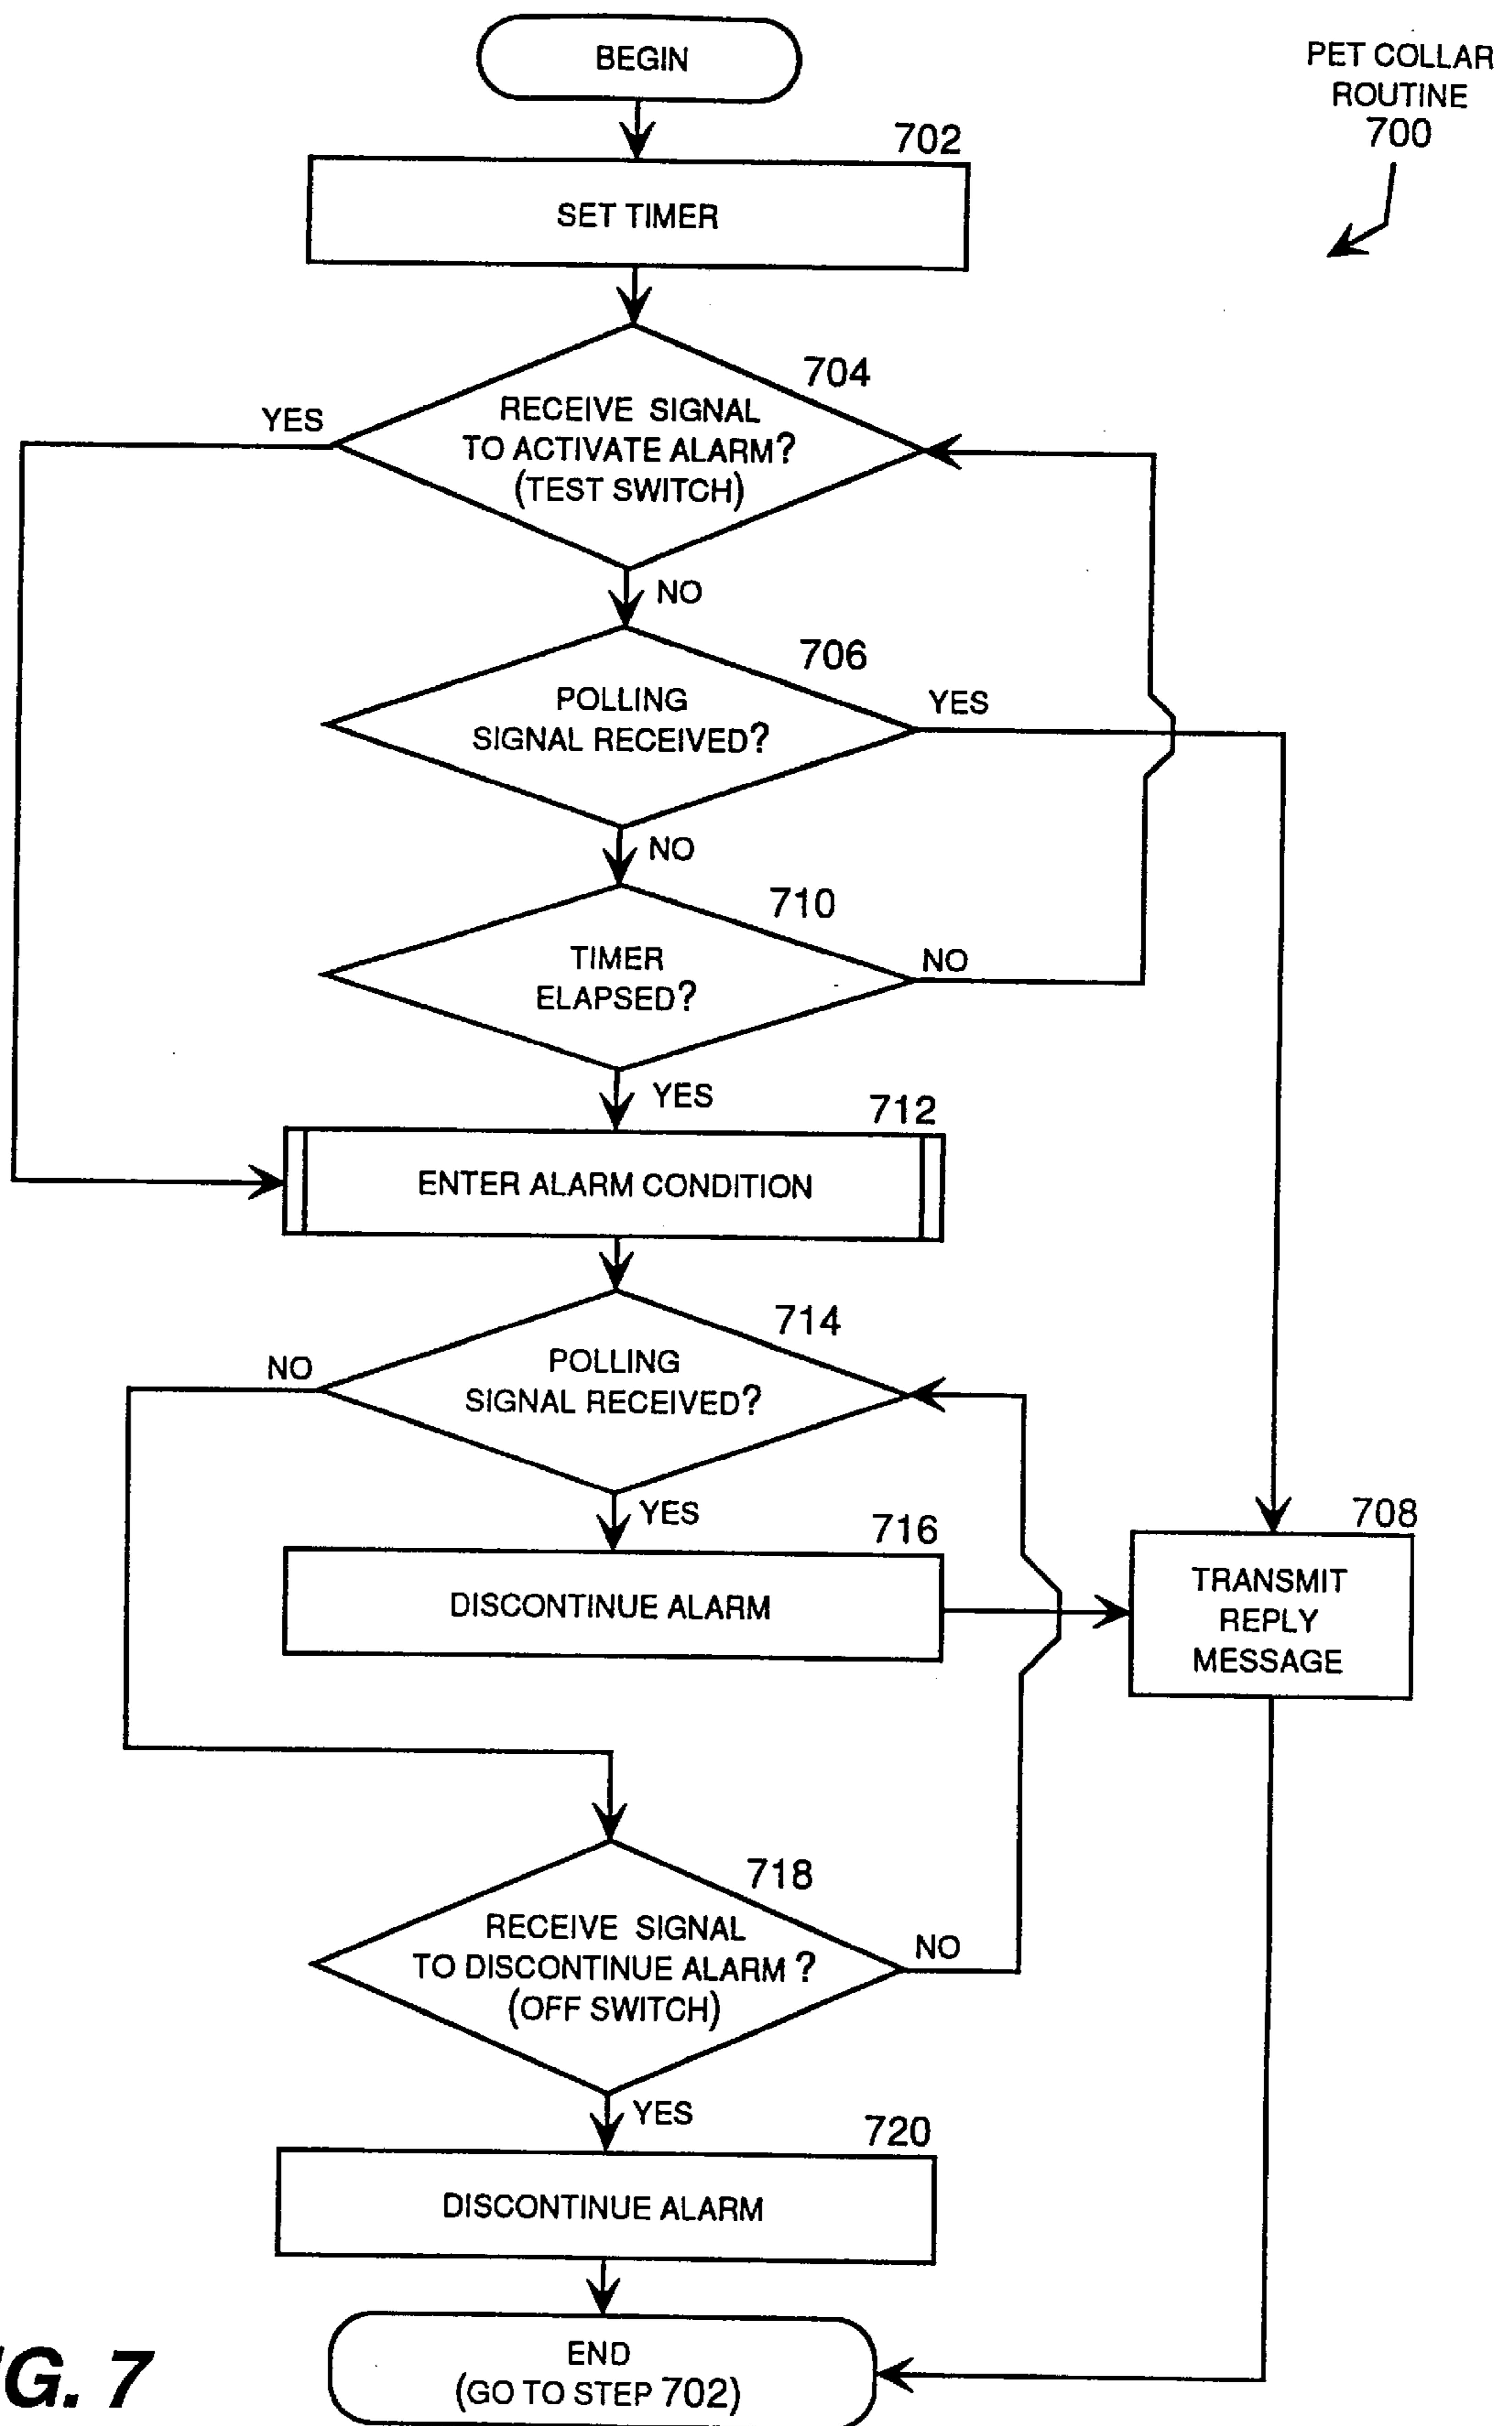 BEGIN
PET COLLAR
ROUTINE
700
702
SET TIMER
704
YES
RECEIVE SIGNAL
TO ACTIVATE ALARM?
(TEST SWITCH)
NO
706
POLLING
SIGNAL RECEIVED?
YES
NO
710
TIMER
ELAPSED?
NO
YES
712
ENTER ALARM CONDITION
714
NO
POLLING
SIGNAL RECEIVED?
YES
716
DISCONTINUE ALARM
708
TRANSMIT
REPLY
MESSAGE
718
RECEIVE SIGNAL
TO DISCONTINUE ALARM ?
(OFF SWITCH)
NO
YES
720
DISCONTINUE ALARM
END
(GO TO STEP 702)
G. 7